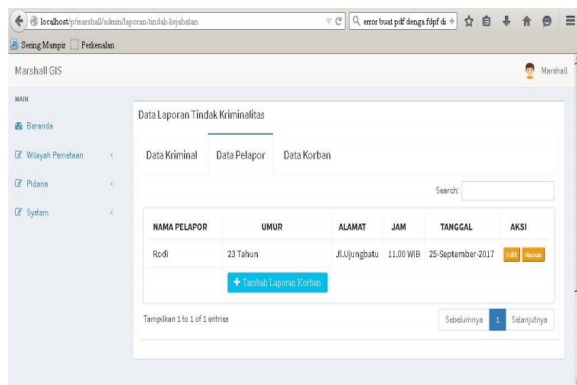 localhost/p/marshall/admin/laporan-tindak-kejahatan
error buat pdf denga fdpf di
Sering Mampir Perkenalan
Marshall GIS Marshall
MAIN
Beranda
Wilayah Pemetaan
Pidana
System
Data Laporan Tindak Kriminalitas
Data Kriminal Data Pelapor Data Korban
Search:
NAMA PELAPOR UMUR ALAMAT JAM TANGGAL AKSI
Rodi 23 Tahun Jl.Ujungbatu 11.00 WIB 25-September-2017 Edit Hapus
Tambah Laporan Korban
Tampilkan 1 to 1 of 1 entries
Sebelumnya 1 Selanjutnya